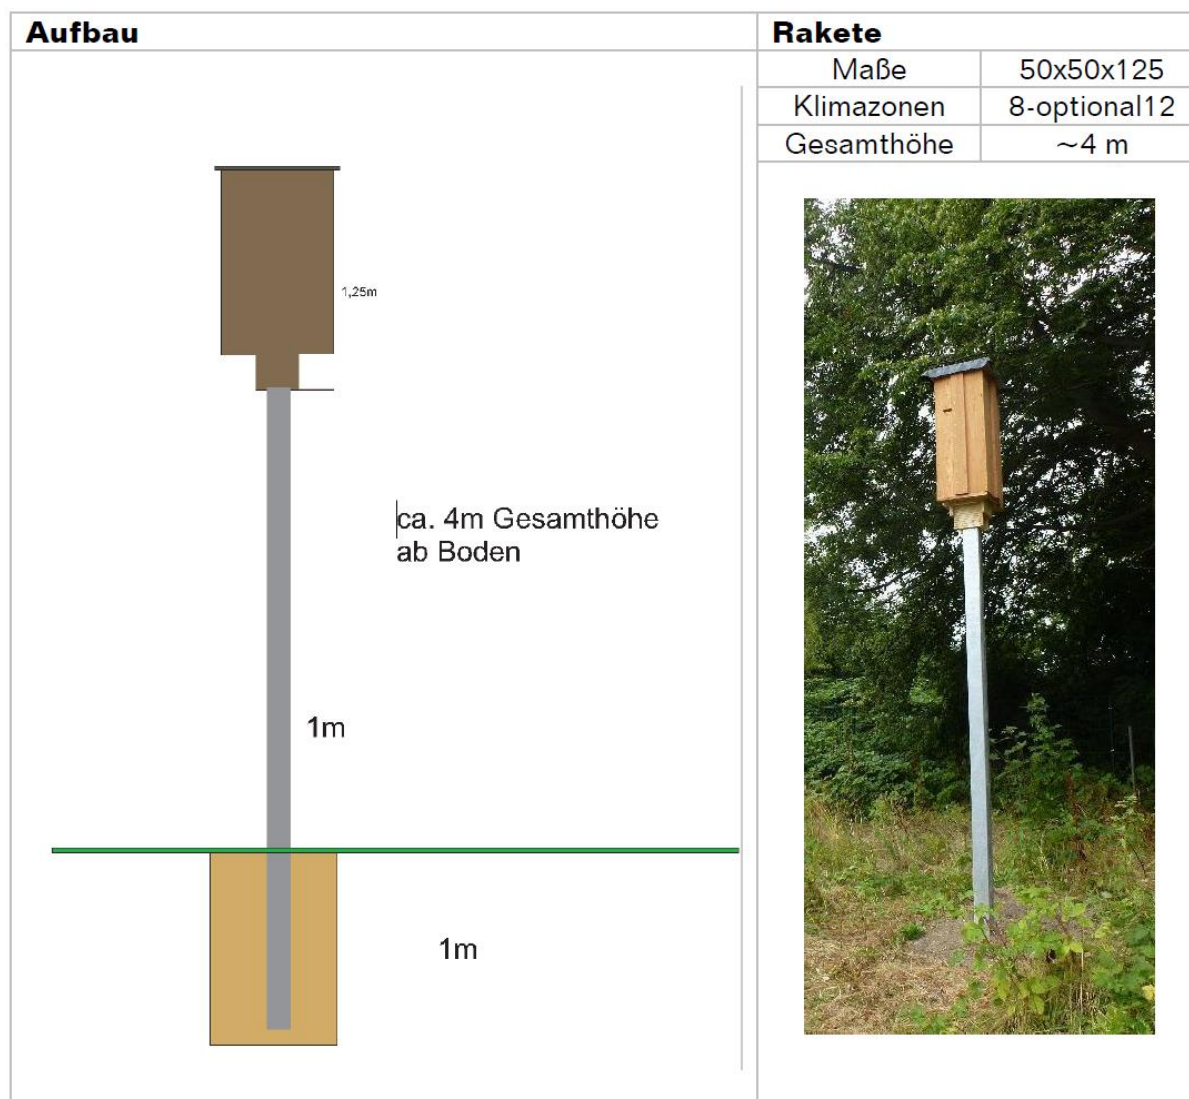 Aufbau
1,25m
ca. 4m Gesamthöhe
ab Boden
1m
1m
Rakete
Maße 50x50x125
Klimazonen 8-optional12
Gesamthöhe ~4 m